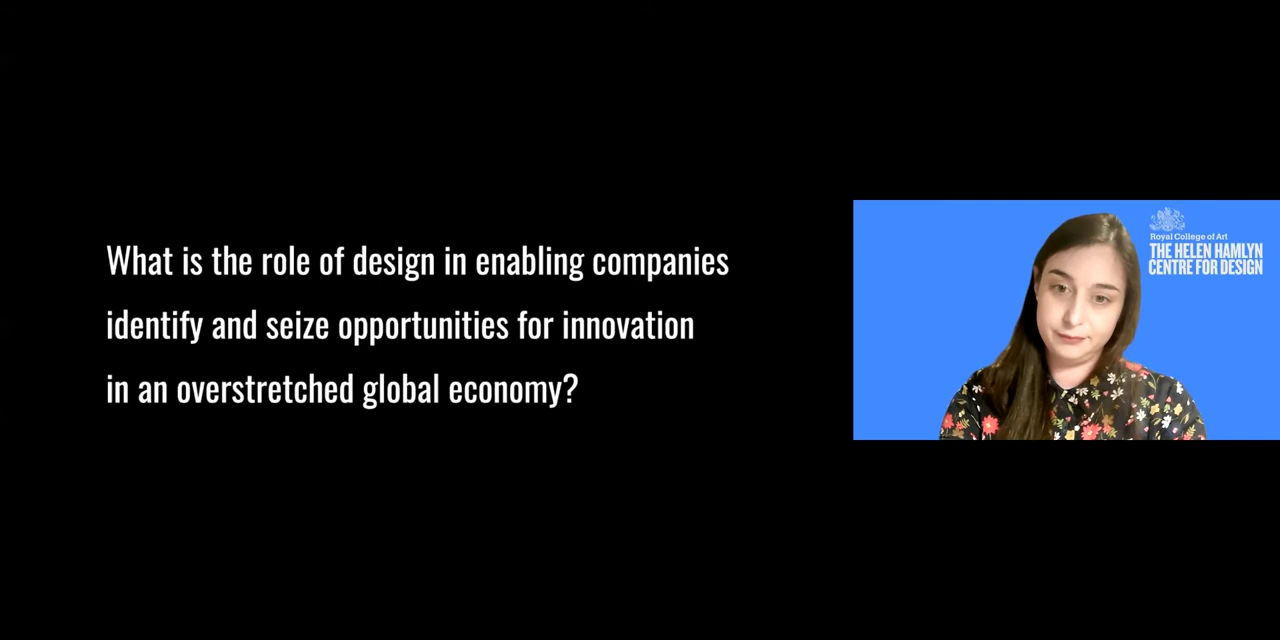 What is the role of design in enabling companies
identify and seize opportunities for innovation
in an overstretched global economy?
Royal College of Art
THE HELEN HAMLYN
CENTRE FOR DESIGN